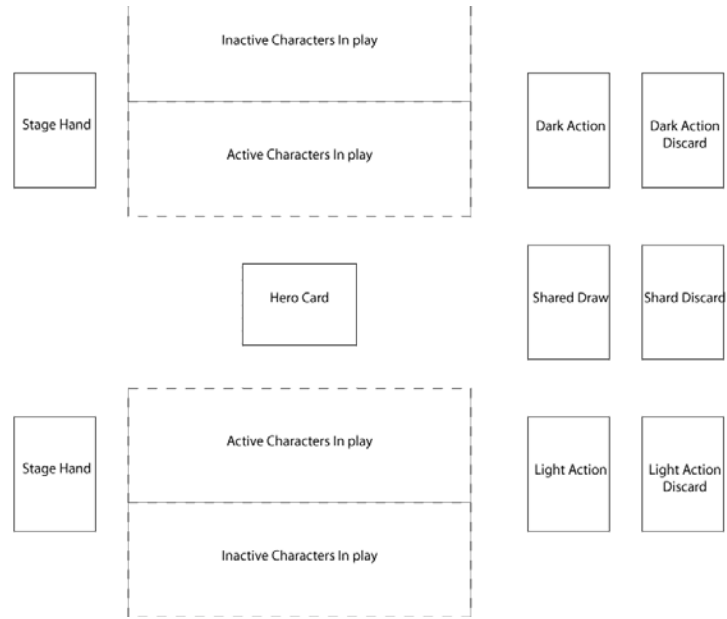 Inactive Characters In play
Stage Hand
Active Characters In play
Dark Action
Dark Action
Discard
Hero Card
Shared Draw
Shard Discard
Stage Hand
Active Characters In play
Inactive Characters In play
Light Action
Light Action
Discard